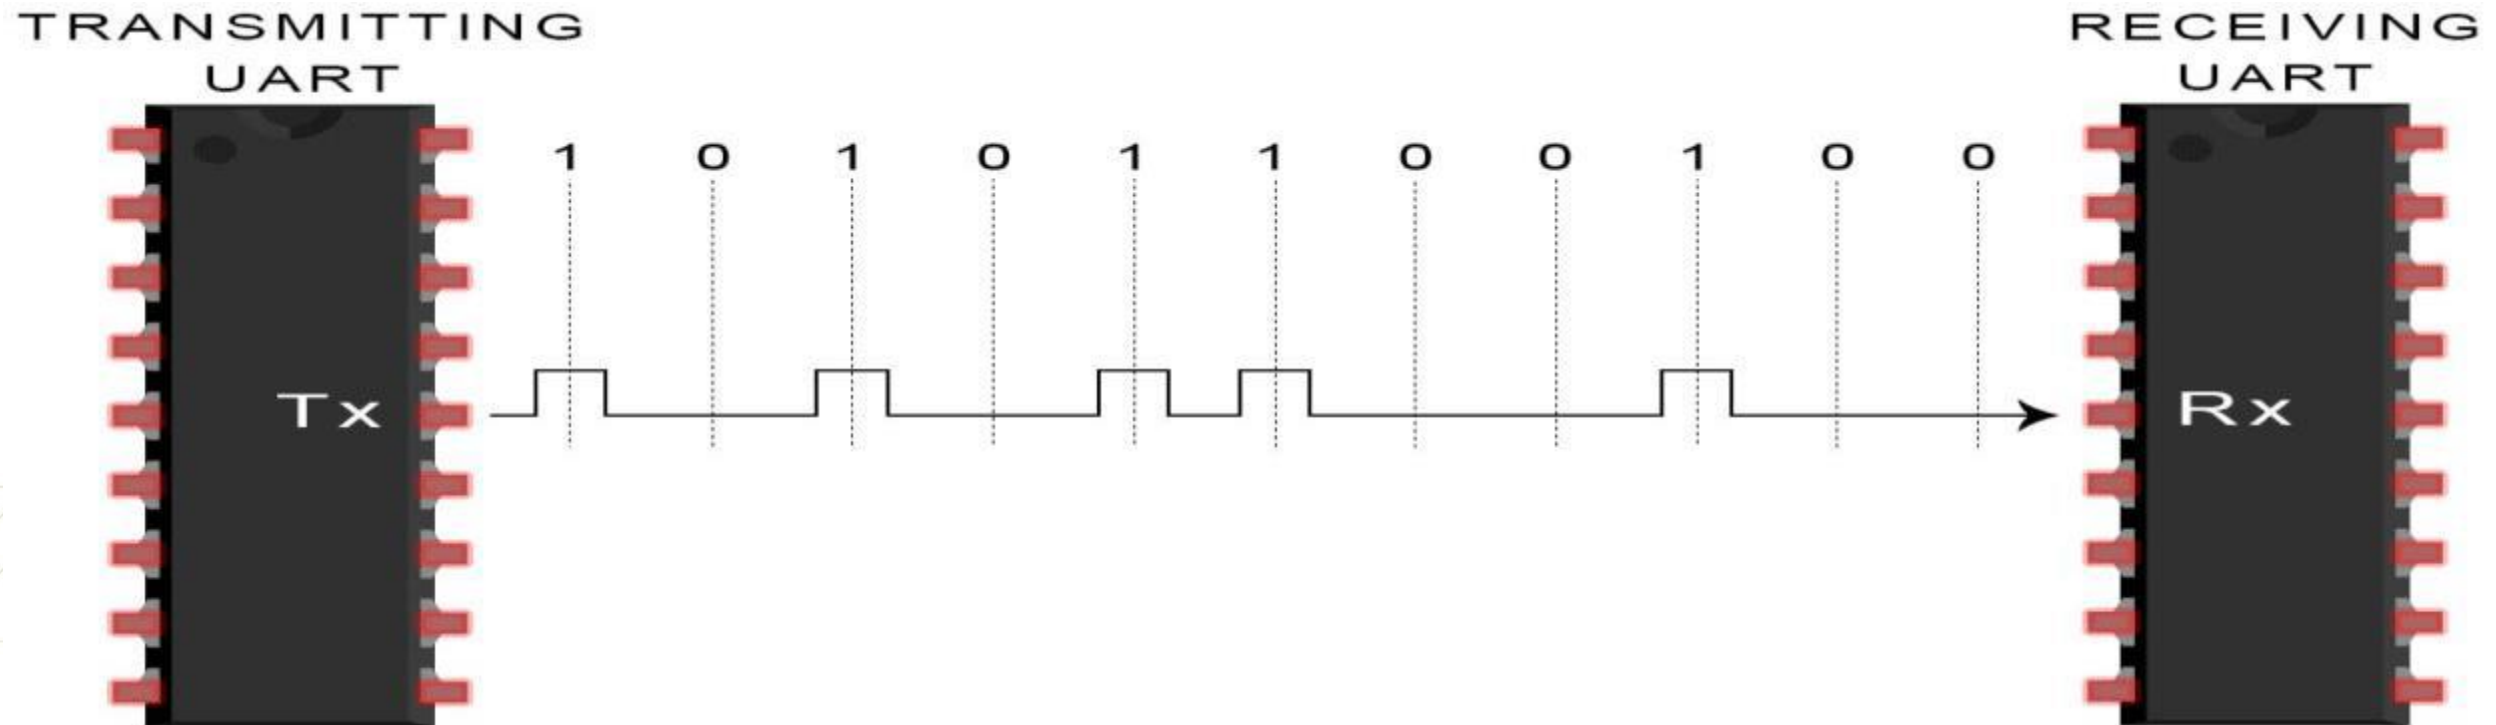 TRANSMITTING
UART
RECEIVING
UART
1 0 1 0 1 1 0 0 1 0 0
Tx
Rx